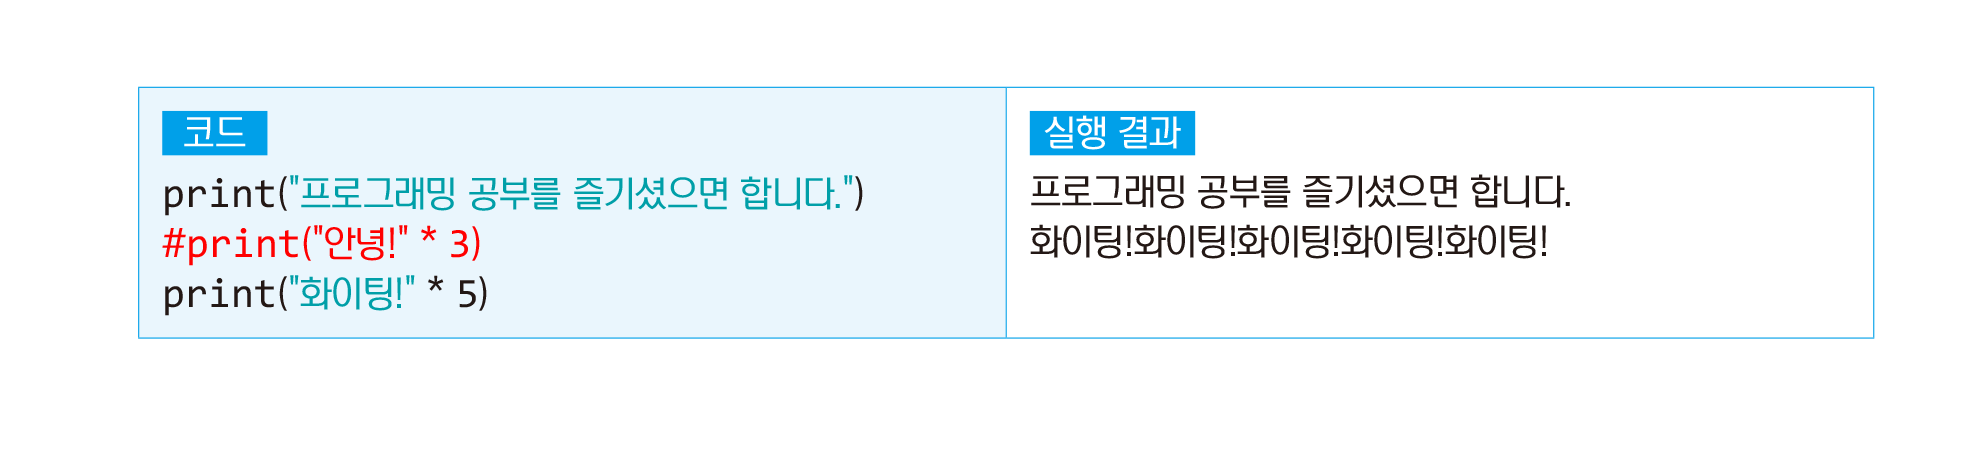 코드
print("프로그래밍 공부를 즐기셨으면 합니다.")
#print("안녕!" * 3)
print("화이팅!" * 5)
실행 결과
프로그래밍 공부를 즐기셨으면 합니다.
화이팅!화이팅!화이팅!화이팅!화이팅!